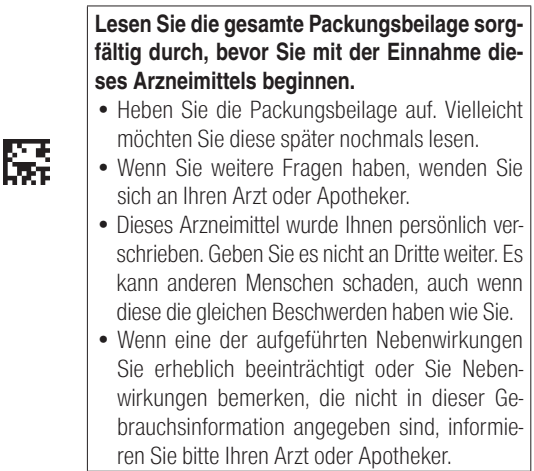 Lesen Sie die gesamte Packungsbeilage sorg-
fältig durch, bevor Sie mit der Einnahme die-
ses Arzneimittels beginnen.
• Heben Sie die Packungsbeilage auf. Vielleicht
möchten Sie diese später nochmals lesen.
• Wenn Sie weitere Fragen haben, wenden Sie
sich an Ihren Arzt oder Apotheker.
• Dieses Arzneimittel wurde Ihnen persönlich ver-
schrieben. Geben Sie es nicht an Dritte weiter. Es
kann anderen Menschen schaden, auch wenn
diese die gleichen Beschwerden haben wie Sie.
• Wenn eine der aufgeführten Nebenwirkungen
Sie erheblich beeinträchtigt oder Sie Neben-
wirkungen bemerken, die nicht in dieser Ge-
brauchsinformation angegeben sind, informie-
ren Sie bitte Ihren Arzt oder Apotheker.